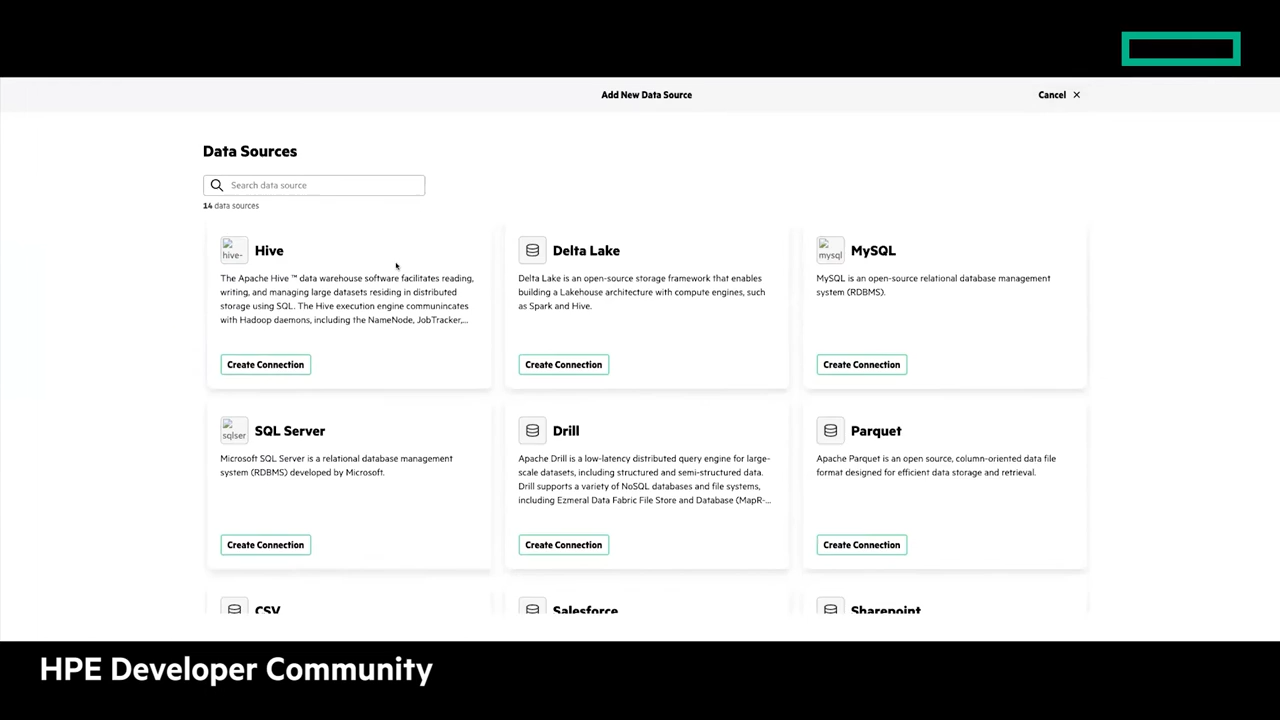 Add New Data Source
Cancel ×
Data Sources
Search data source
14 data sources
hive-
Hive
The Apache Hive ™ data warehouse software facilitates reading,
writing, and managing large datasets residing in distributed
storage using SQL. The Hive execution engine communincates
with Hadoop daemons, including the NameNode, JobTracker,...
Create Connection
Delta Lake
Delta Lake is an open-source storage framework that enables
building a Lakehouse architecture with compute engines, such
as Spark and Hive.
Create Connection
mysql
MySQL
MySQL is an open-source relational database management
system (RDBMS).
Create Connection
sqlser
SQL Server
Microsoft SQL Server is a relational database management
system (RDBMS) developed by Microsoft.
Create Connection
Drill
Apache Drill is a low-latency distributed query engine for large-
scale datasets, including structured and semi-structured data.
Drill supports a variety of NoSQL databases and file systems,
including Ezmeral Data Fabric File Store and Database (MapR-...
Create Connection
Parquet
Apache Parquet is an open source, column-oriented data file
format designed for efficient data storage and retrieval.
Create Connection
CSV
Salesforce
Sharepoint
HPE Developer Community